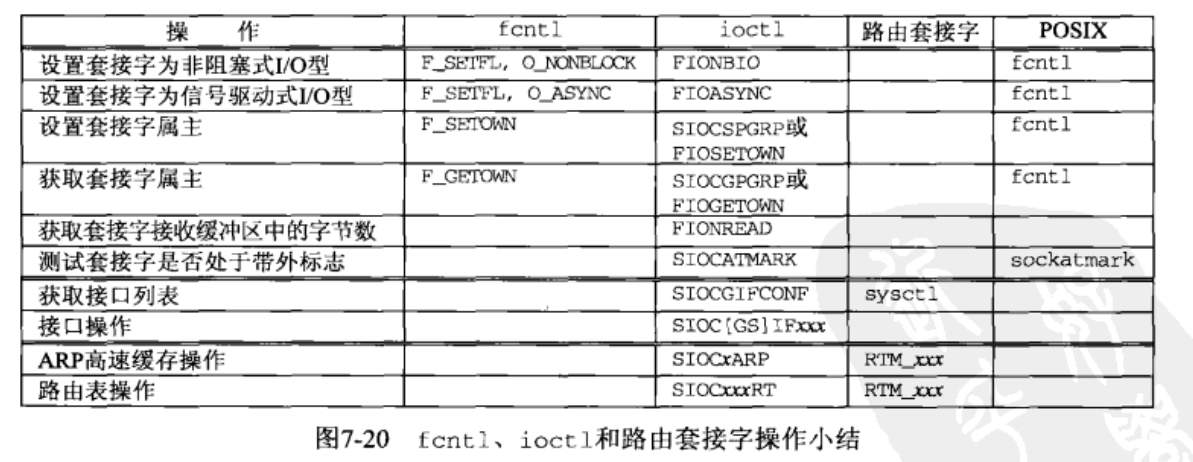 操 作 fcntl ioctl 路由套接字 POSIX
设置套接字为非阻塞式I/O型 F_SETFL, O_NONBLOCK FIONBIO fcntl
设置套接字为信号驱动式I/O型 F_SETFL, O_ASYNC FIOASYNC fcntl
设置套接字属主 F_SETOWN SIOCSPGRP或 fcntl
FIOSETOWN
获取套接字属主 F_GETOWN SIOCGPGRP或 fcntl
FIOGETOWN
获取套接字接收缓冲区中的字节数 FIONREAD
测试套接字是否处于带外标志 SIOCATMARK sockatmark
获取接口列表 SIOCGIFCONF sysctl
接口操作 SIOC[GS]IFxxx
ARP高速缓存操作 SIOCxARP RTM_xxx
路由表操作 SIOCxxxRT RTM_xxx
图7-20 fcntl、ioctl和路由套接字操作小结